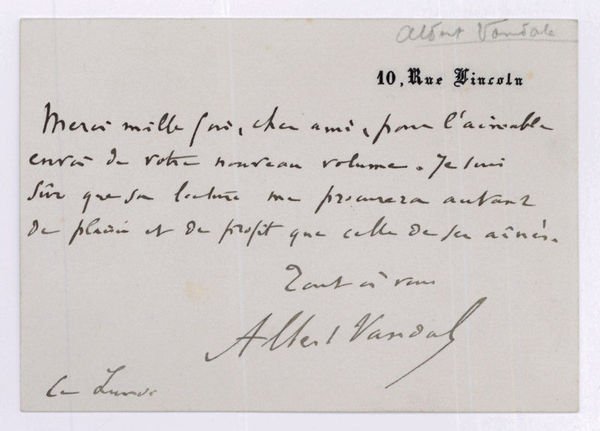 Albert Vandale
10, Rue Lincoln
Merci mille fois, cher ami, pour l'aimable
envoi de votre nouveau volume. Je suis
sûr que sa lecture me procurera autant
de plaisir et de profit que celle de ses aînés.
Tout à vous
Albert Vandal
Ce Lundi